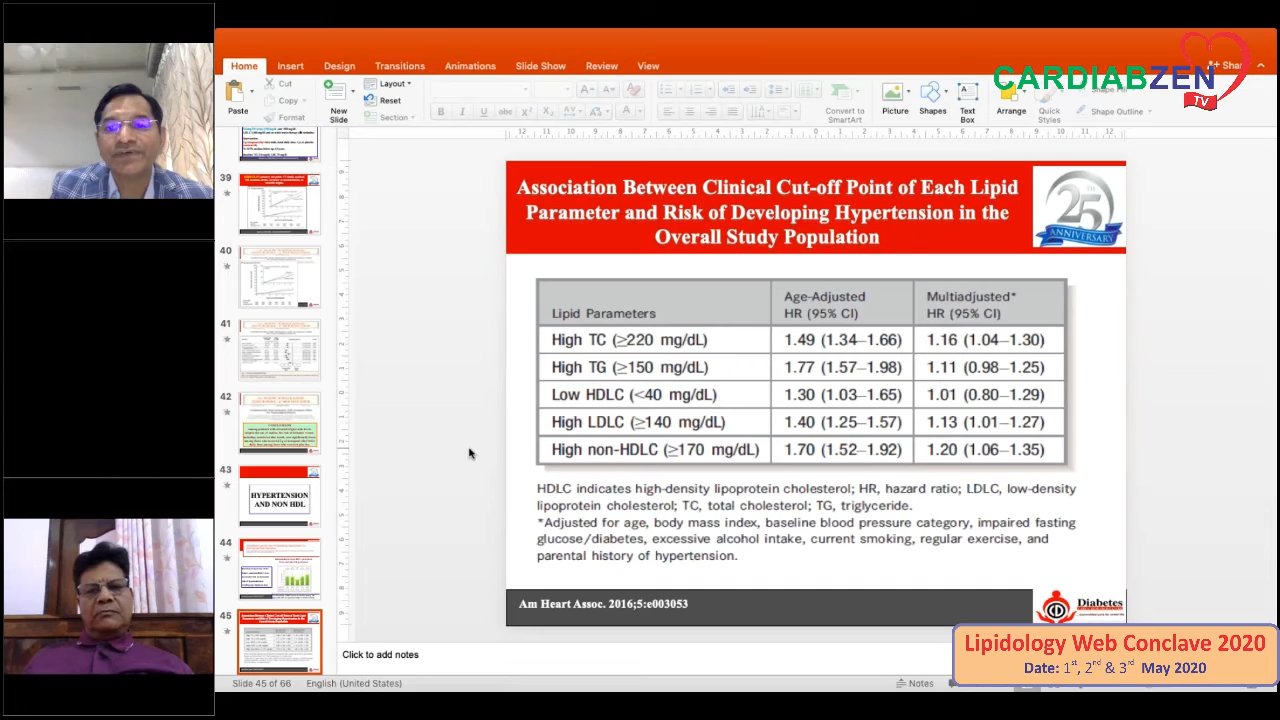 Home Insert Design Transitions Animations Slide Show Review View
Shar
CARDIABZEN
TV
Paste
Cut
Copy
Format
New Slide
Layout
Reset
Section
B I U abc
Convert to SmartArt
Picture
Shapes
Text Box
Arrange
Quick Styles
Shape Fill
Shape Outline
39
40
41
42
43
HYPERTENSION
AND NON HDL
44
45
Association Between Clinical Cut-off Point of Each Lipid
Parameter and Risk of Developing Hypertension in the
Overall Study Population
25TH
ANNIVERSARY
Lipid Parameters Age-Adjusted HR (95% CI) Multiadjusted* HR (95% CI)
High TC (≥220 mg/dL) 1.49 (1.34–1.66) 1.16 (1.04–1.30)
High TG (≥150 mg/dL) 1.77 (1.57–1.98) (0.98–1.25)
HDLC (<40 mg/dL) 1.30 (1.03–1.65) 1.01 (0.80–1.29)
High LDLC (≥140 mg/dL) 1.40 (1.25–1.57) (1.01–1.27)
High non-HDLC (≥170 mg/dL) 1.70 (1.52–1.92) 1.20 (1.06–1.35)
HDLC indicates high-density lipoprotein cholesterol; HR, hazard ratio; LDLC, low-density
lipoprotein cholesterol; TC, total cholesterol; TG, triglyceride.
*Adjusted for age, body mass index, baseline blood pressure category, impaired fasting
glucose/diabetes, excessive alcohol intake, current smoking, regular exercise, and
parental history of hypertension.
Am Heart Assoc. 2016;5:e003053
Diabetes
Lipidology Web Conclave 2020
Date: 1st, 2nd & 3rd May 2020
Click to add notes
Slide 45 of 66 English (United States)
Notes